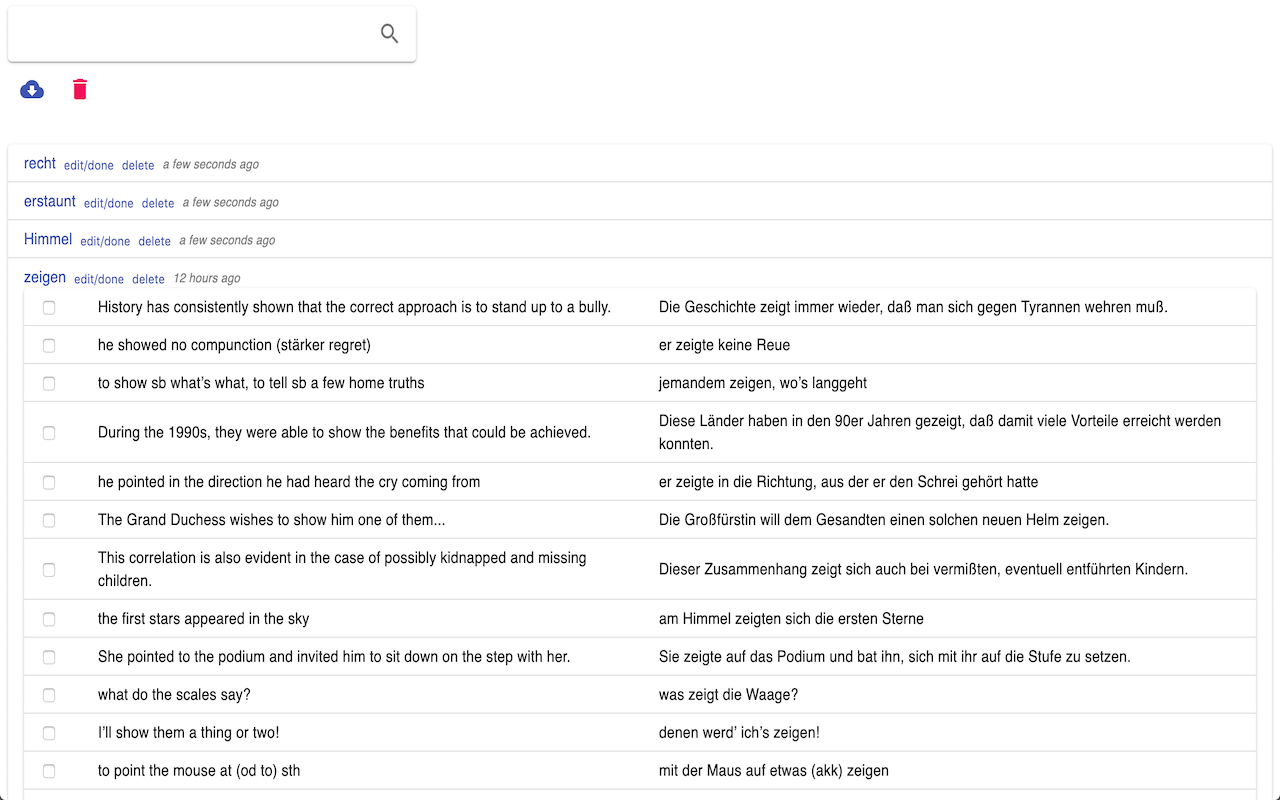 recht edit/done delete a few seconds ago
erstaunt edit/done delete a few seconds ago
Himmel edit/done delete a few seconds ago
zeigen edit/done delete 12 hours ago
History has consistently shown that the correct approach is to stand up to a bully. Die Geschichte zeigt immer wieder, daß man sich gegen Tyrannen wehren muß.
he showed no compunction (stärker regret) er zeigte keine Reue
to show sb what’s what, to tell sb a few home truths jemandem zeigen, wo’s langgeht
During the 1990s, they were able to show the benefits that could be achieved. Diese Länder haben in den 90er Jahren gezeigt, daß damit viele Vorteile erreicht werden
konnten.
he pointed in the direction he had heard the cry coming from er zeigte in die Richtung, aus der er den Schrei gehört hatte
The Grand Duchess wishes to show him one of them... Die Großfürstin will dem Gesandten einen solchen neuen Helm zeigen.
This correlation is also evident in the case of possibly kidnapped and missing
children. Dieser Zusammenhang zeigt sich auch bei vermißten, eventuell entführten Kindern.
the first stars appeared in the sky am Himmel zeigten sich die ersten Sterne
She pointed to the podium and invited him to sit down on the step with her. Sie zeigte auf das Podium und bat ihn, sich mit ihr auf die Stufe zu setzen.
what do the scales say? was zeigt die Waage?
I’ll show them a thing or two! denen werd’ ich’s zeigen!
to point the mouse at (od to) sth mit der Maus auf etwas (akk) zeigen